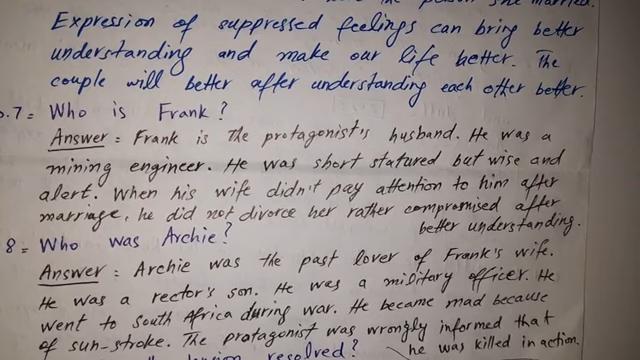 the person she married.
Expression of suppressed feelings can bring better
understanding and make our life better. The
couple will better after understanding each other better.
.7= Who is Frank?
Answer = Frank is the protagonist's husband. He was a
mining engineer. He was short statured but wise and
alert. When his wife didn't pay attention to him after
marriage, he did not divorce her rather compromised after
better understanding.
8= Who was Archie?
Answer = Archie was the past lover of Frank's wife.
He was a rector's son. He was a military officer. He
went to South Africa during war. He became mad because
of sun-stroke. The protagonist was wrongly informed that
he was killed in action.
resolved?